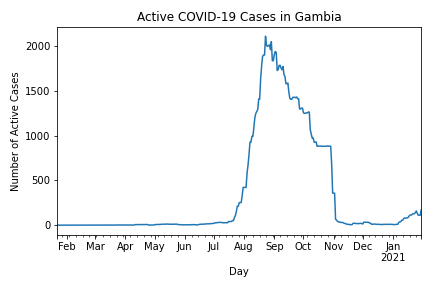 Active COVID-19 Cases in Gambia
Number of Active Cases
2000
1500
1000
500
0
Feb Mar Apr May Jun Jul Aug Sep Oct Nov Dec Jan
2021
Day